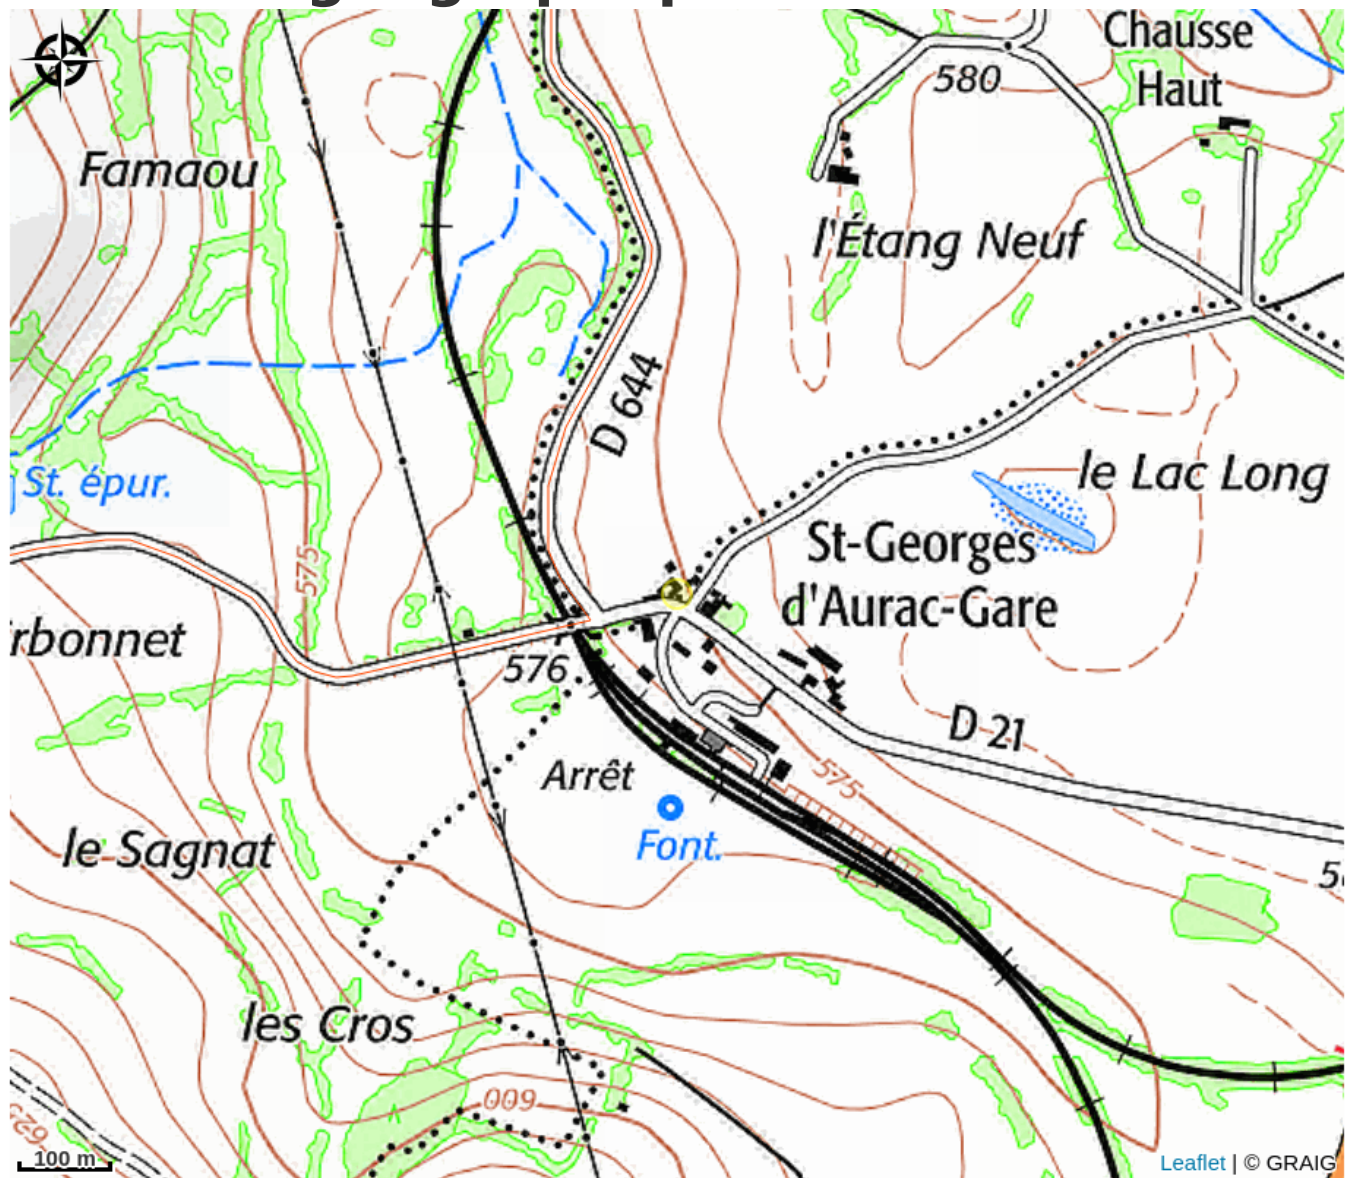 Chausse
Haut
580
Famaou
l'Étang Neuf
D 644
le Lac Long
St. épur.
St-Georges
d'Aurac-Gare
575
rbonnet
576
D 21
Arrêt
575
Font.
le Sagnat
les Cros
600
625
100 m
Leaflet | © GRAIG